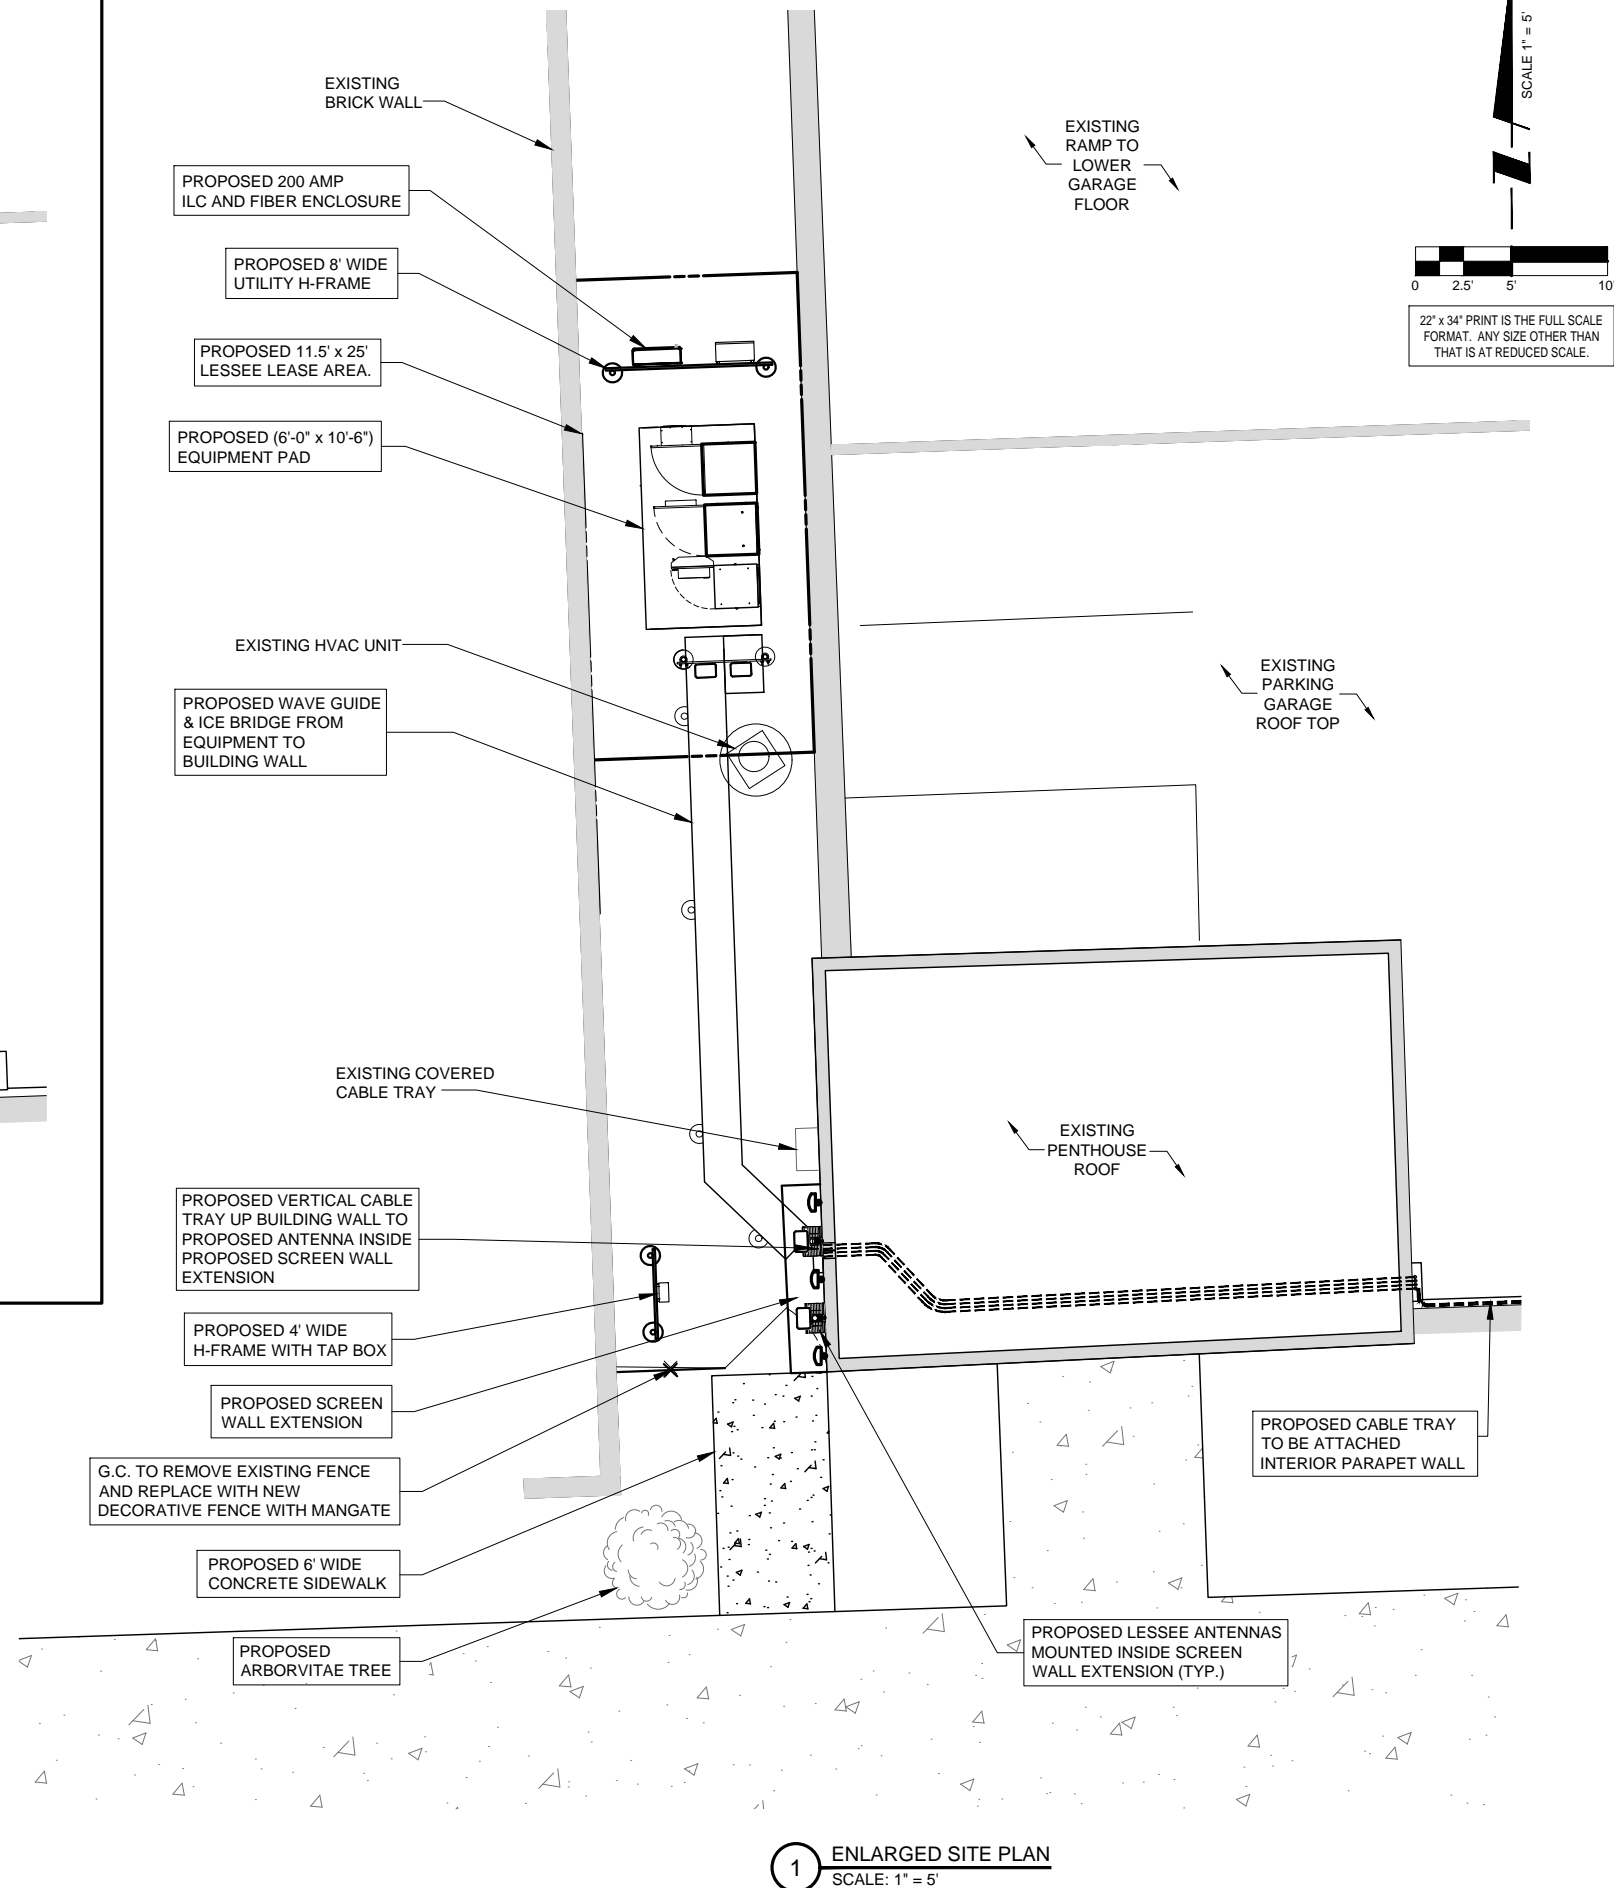 SCALE 1" = 5'
EXISTING
BRICK WALL
EXISTING
RAMP TO
LOWER
GARAGE
FLOOR
PROPOSED 200 AMP
ILC AND FIBER ENCLOSURE
N
0 2.5' 5' 10'
PROPOSED 8' WIDE
UTILITY H-FRAME
22" x 34" PRINT IS THE FULL SCALE
FORMAT. ANY SIZE OTHER THAN
THAT IS AT REDUCED SCALE.
PROPOSED 11.5' x 25'
LESSEE LEASE AREA.
PROPOSED (6'-0" x 10'-6")
EQUIPMENT PAD
EXISTING HVAC UNIT
EXISTING
PARKING
GARAGE
ROOF TOP
PROPOSED WAVE GUIDE
& ICE BRIDGE FROM
EQUIPMENT TO
BUILDING WALL
EXISTING COVERED
CABLE TRAY
EXISTING
PENTHOUSE
ROOF
PROPOSED VERTICAL CABLE
TRAY UP BUILDING WALL TO
PROPOSED ANTENNA INSIDE
PROPOSED SCREEN WALL
EXTENSION
PROPOSED 4' WIDE
H-FRAME WITH TAP BOX
PROPOSED SCREEN
WALL EXTENSION
PROPOSED CABLE TRAY
TO BE ATTACHED
INTERIOR PARAPET WALL
G.C. TO REMOVE EXISTING FENCE
AND REPLACE WITH NEW
DECORATIVE FENCE WITH MANGATE
PROPOSED 6' WIDE
CONCRETE SIDEWALK
PROPOSED
ARBORVITAE TREE
PROPOSED LESSEE ANTENNAS
MOUNTED INSIDE SCREEN
WALL EXTENSION (TYP.)
1 ENLARGED SITE PLAN
SCALE: 1" = 5'